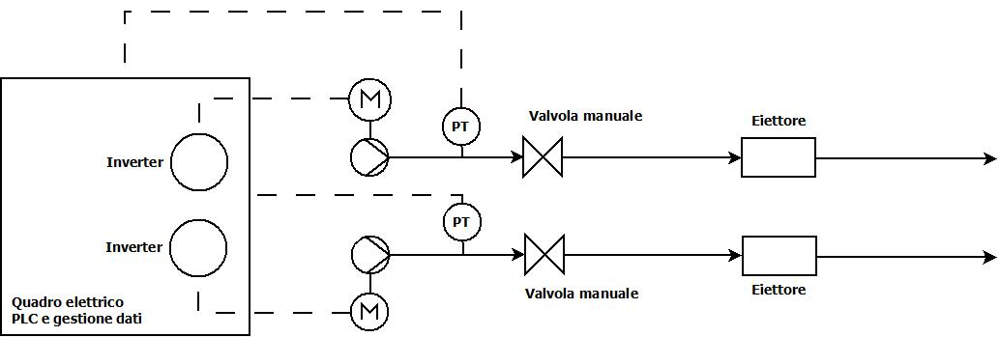 M
PT
Valvola manuale
Eiettore
Inverter
PT
Inverter
Valvola manuale
Eiettore
Quadro elettrico
PLC e gestione dati
M